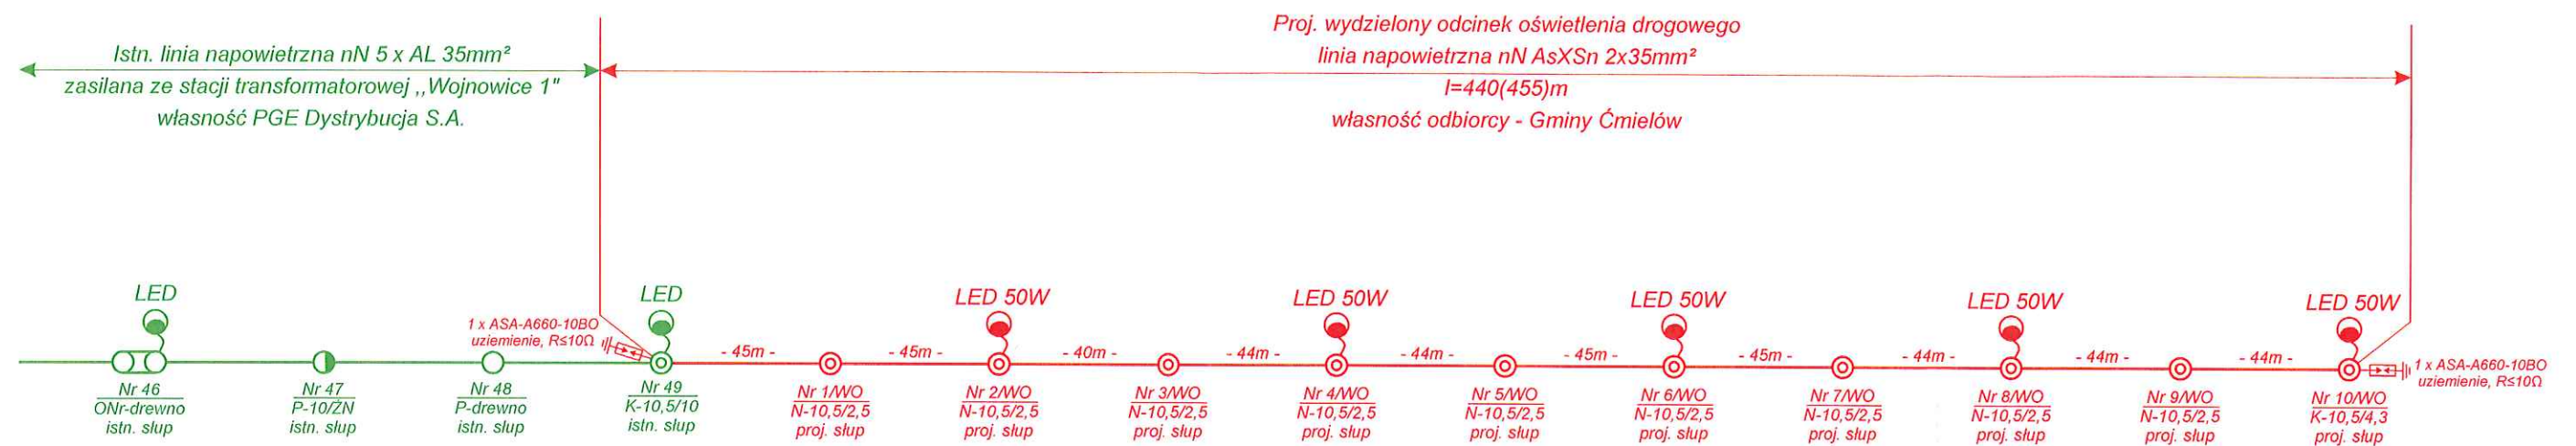 Istn. linia napowietrzna nN 5 x AL 35mm²
zasilana ze stacji transformatorowej ,,Wojnowice 1"
własność PGE Dystrybucja S.A.
Proj. wydzielony odcinek oświetlenia drogowego
linia napowietrzna nN AsXSn 2x35mm²
l=440(455)m
własność odbiorcy - Gminy Ćmielów
LED
LED
LED 50W
LED 50W
LED 50W
LED 50W
LED 50W
1 x ASA-A660-10BO
uziemienie, R≤10Ω
- 45m -
- 45m -
- 40m -
- 44m -
- 44m -
- 45m -
- 45m -
- 44m -
- 44m -
- 44m -
1 x ASA-A660-10BO
uziemienie, R≤10Ω
Nr 46
ONr-drewno
istn. słup
Nr 47
P-10/ŻN
istn. słup
Nr 48
P-drewno
istn. słup
Nr 49
K-10,5/10
istn. słup
Nr 1/WO
N-10,5/2,5
proj. słup
Nr 2/WO
N-10,5/2,5
proj. słup
Nr 3/WO
N-10,5/2,5
proj. słup
Nr 4/WO
N-10,5/2,5
proj. słup
Nr 5/WO
N-10,5/2,5
proj. słup
Nr 6/WO
N-10,5/2,5
proj. słup
Nr 7/WO
N-10,5/2,5
proj. słup
Nr 8/WO
N-10,5/2,5
proj. słup
Nr 9/WO
N-10,5/2,5
proj. słup
Nr 10/WO
K-10,5/4,3
proj. słup